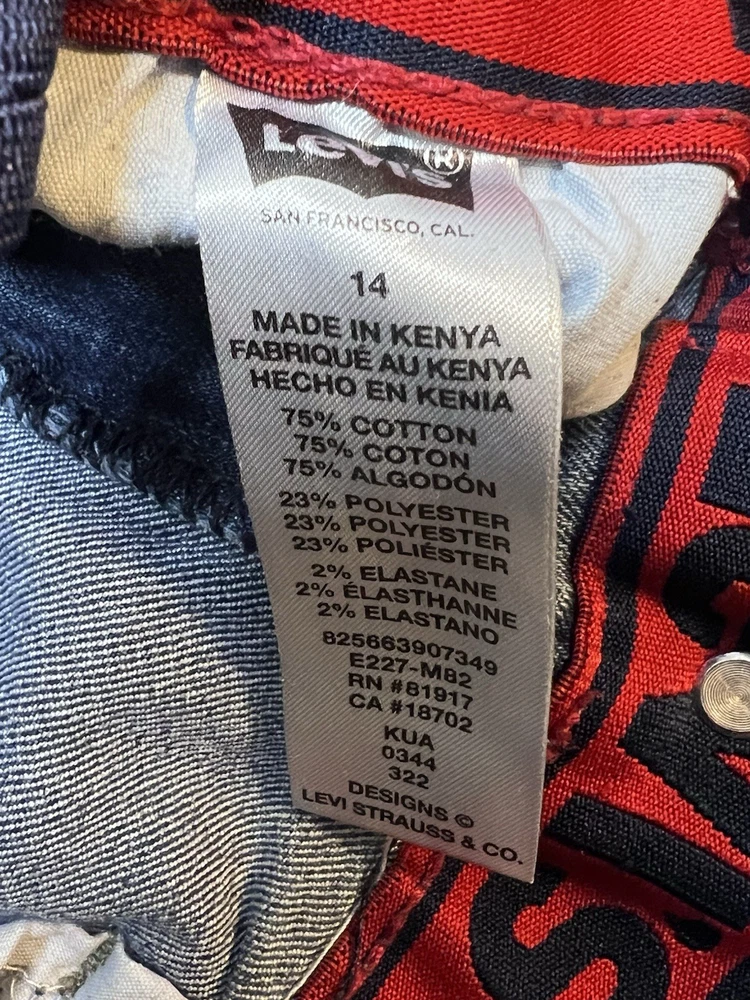 Levi's®
SAN FRANCISCO, CAL.
14
MADE IN KENYA
FABRIQUÉ AU KENYA
HECHO EN KENIA
75% COTTON
75% COTON
75% ALGODÓN
23% POLYESTER
23% POLYESTER
23% POLIÉSTER
2% ELASTANE
2% ÉLASTHANNE
2% ELASTANO
825663907349
E227-M82
RN #81917
CA #18702
KUA
0344
322
DESIGNS ©
LEVI STRAUSS & CO.